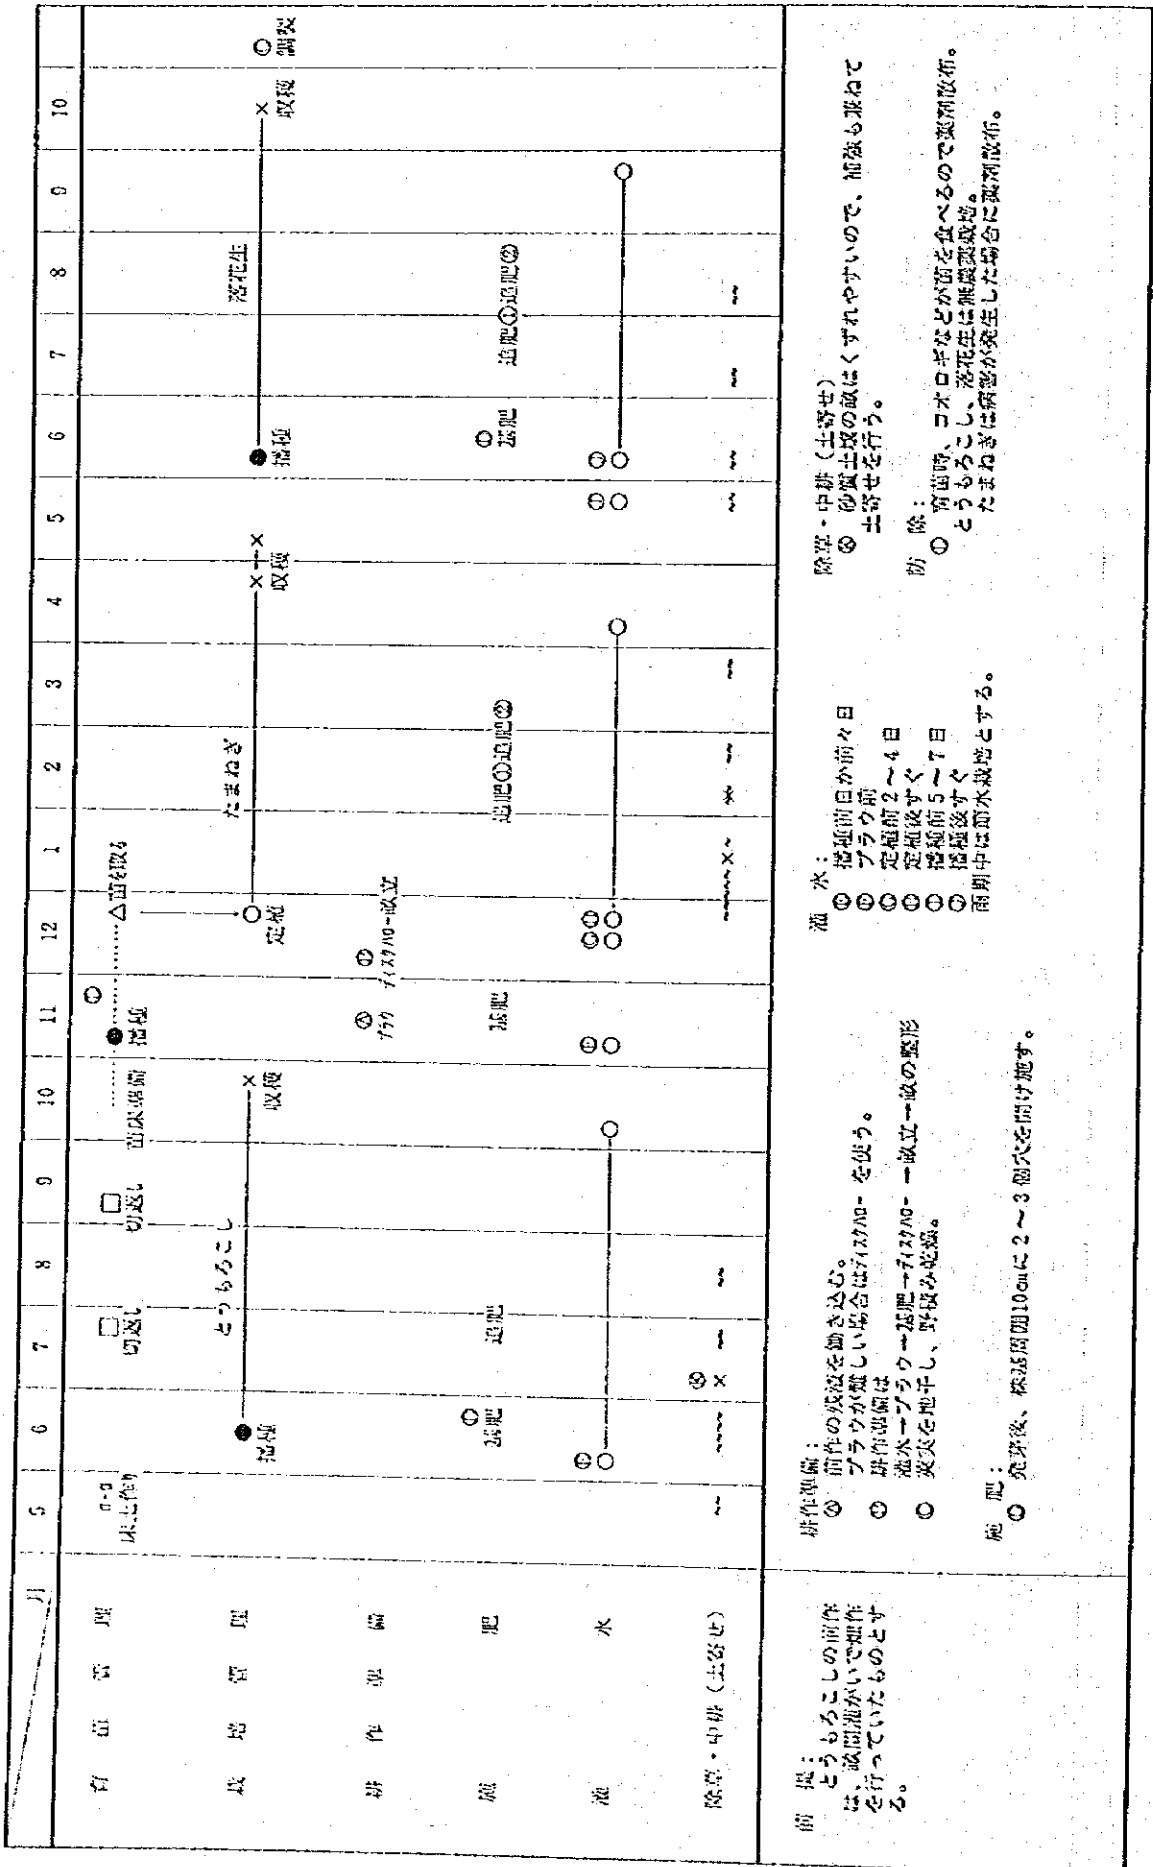 月 5 6 7 8 9 10 11 12 1 2 3 4 5 6 7 8 9 10
育苗管理
床土作り
切返し
切返し
苗床準備
播種
苗を取る
栽培管理
播種
とうもろこし
収穫
定植
たまねぎ
収穫
播種
落花生
収穫
調製
耕作準備
プラウ
ディスクハロー畝立
施肥
基肥
追肥
基肥
追肥①追肥②
基肥
追肥①追肥②
灌水
除草・中耕(土寄せ)
前提:
とうもろこしの前作
は、畝間灌がいで畑作
を行っていたものとす
る。
耕作準備:
前作の残渣を鋤き込む。
プラウが難しい場合はディスクハローを使う。
耕作準備は
灌水→プラウ→基肥→ディスクハロー→畝立→畝の整形
莢実を地干し、野積み乾燥。
施肥:
発芽後、株基周囲10cmに2〜3個穴を開け施す。
灌水:
播種前日か前々日
プラウ前
定植前2〜4日
定植後すぐ
播種前5〜7日
播種後すぐ
雨期中は節水栽培とする。
除草・中耕(土寄せ)
砂質土壌の畝はくずれやすいので、補強も兼ねて
土寄せを行う。
防除:
育苗時、コオロギなどが苗を食べるので薬剤散布。
とうもろこし、落花生は無農薬栽培。
たまねぎは病害が発生した場合に薬剤散布。